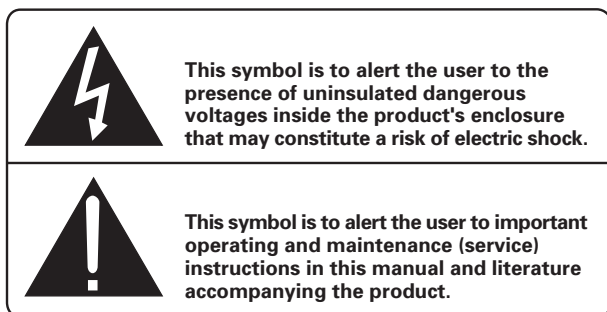 This symbol is to alert the user to the
presence of uninsulated dangerous
voltages inside the product's enclosure
that may constitute a risk of electric shock.
This symbol is to alert the user to important
operating and maintenance (service)
instructions in this manual and literature
accompanying the product.